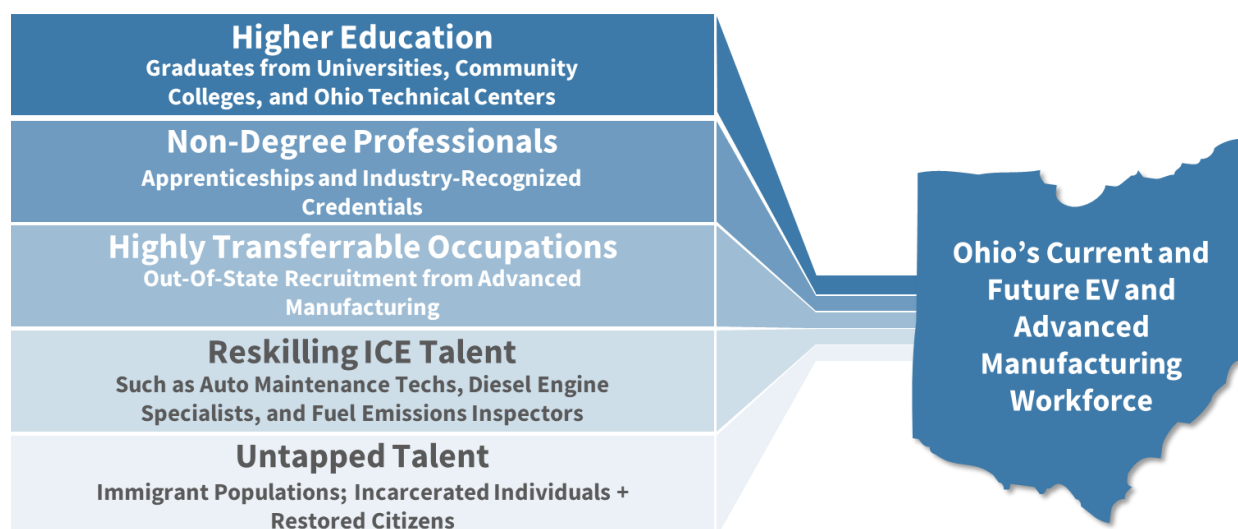 Higher Education
Graduates from Universities, Community
Colleges, and Ohio Technical Centers
Non-Degree Professionals
Apprenticeships and Industry-Recognized
Credentials
Highly Transferrable Occupations
Out-Of-State Recruitment from Advanced
Manufacturing
Reskilling ICE Talent
Such as Auto Maintenance Techs, Diesel Engine
Specialists, and Fuel Emissions Inspectors
Untapped Talent
Immigrant Populations; Incarcerated Individuals +
Restored Citizens
Ohio’s Current and
Future EV and
Advanced
Manufacturing
Workforce